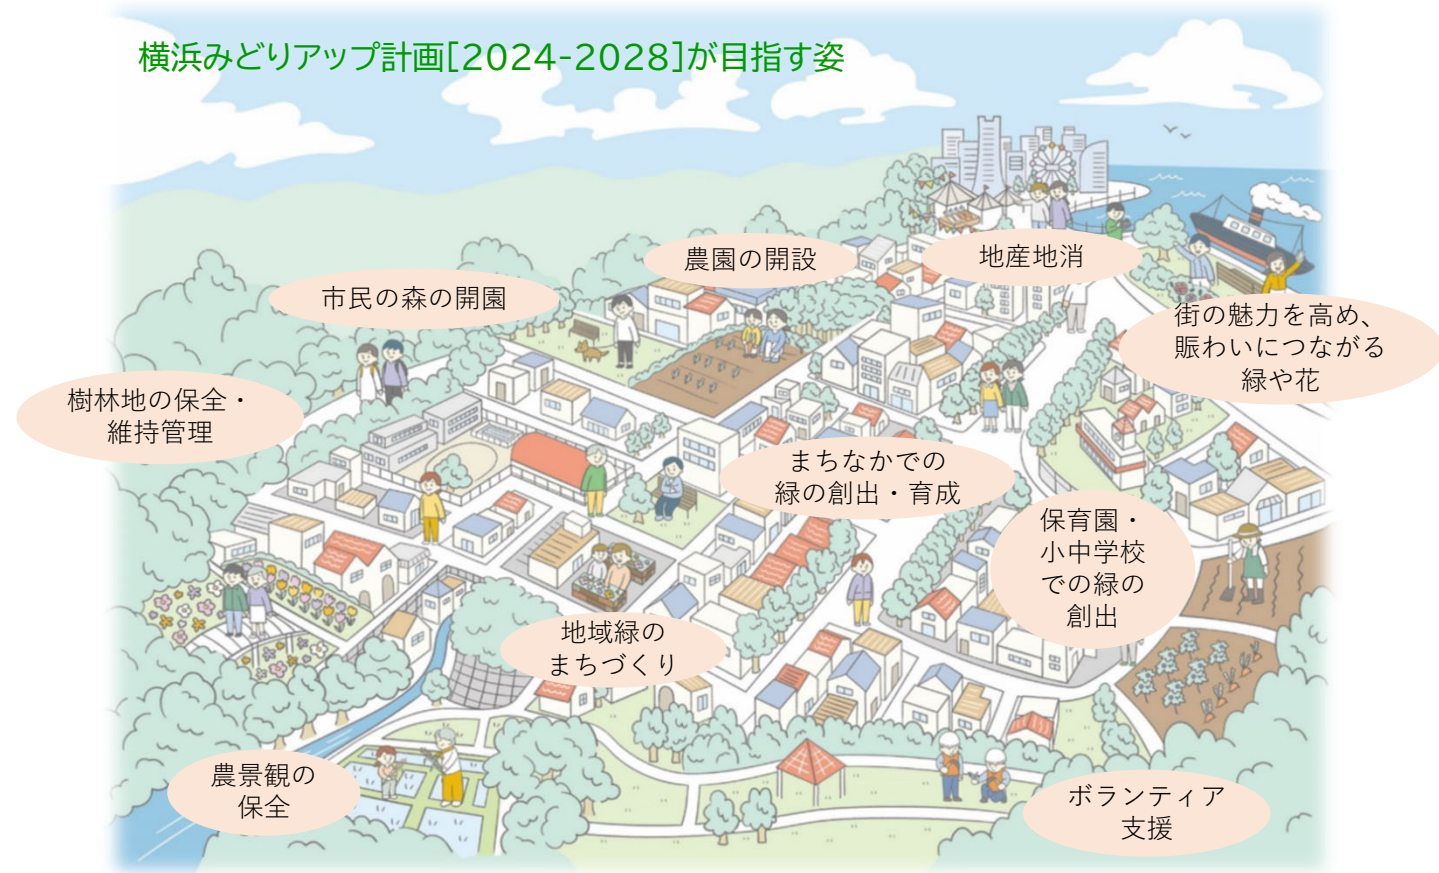 横浜みどりアップ計画[2024-2028]が目指す姿
農園の開設
地産地消
市民の森の開園
街の魅力を高め、
賑わいにつながる
緑や花
樹林地の保全・
維持管理
まちなかでの
緑の創出・育成
保育園・
小中学校
での緑の
創出
地域緑の
まちづくり
農景観の
保全
ボランティア
支援